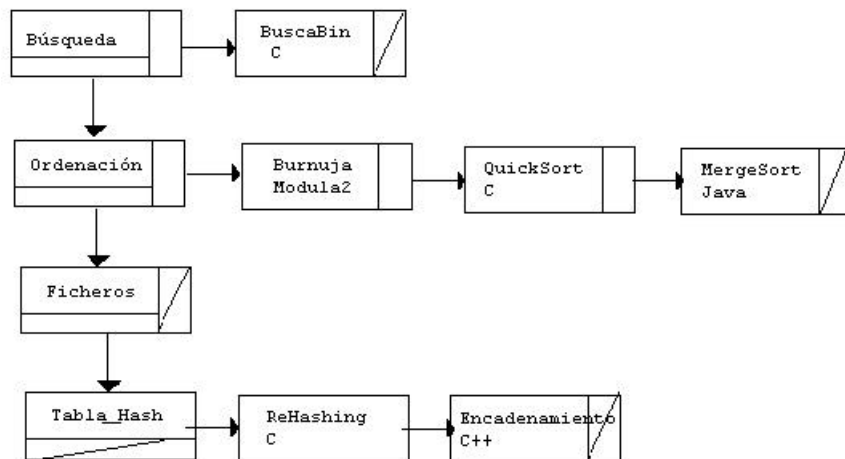 Búsqueda
BuscaBin
C
Ordenación
Burnuja
Modula2
QuickSort
C
MergeSort
Java
Ficheros
Tabla_Hash
ReHashing
C
Encadenamiento
C++